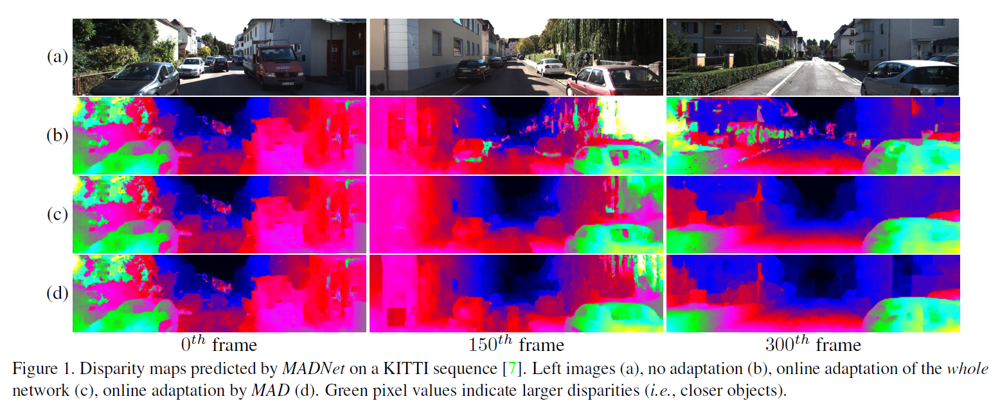 (a)
(b)
(c)
(d)
0th frame 150th frame 300th frame
Figure 1. Disparity maps predicted by MADNet on a KITTI sequence [7]. Left images (a), no adaptation (b), online adaptation of the whole
network (c), online adaptation by MAD (d). Green pixel values indicate larger disparities (i.e., closer objects).